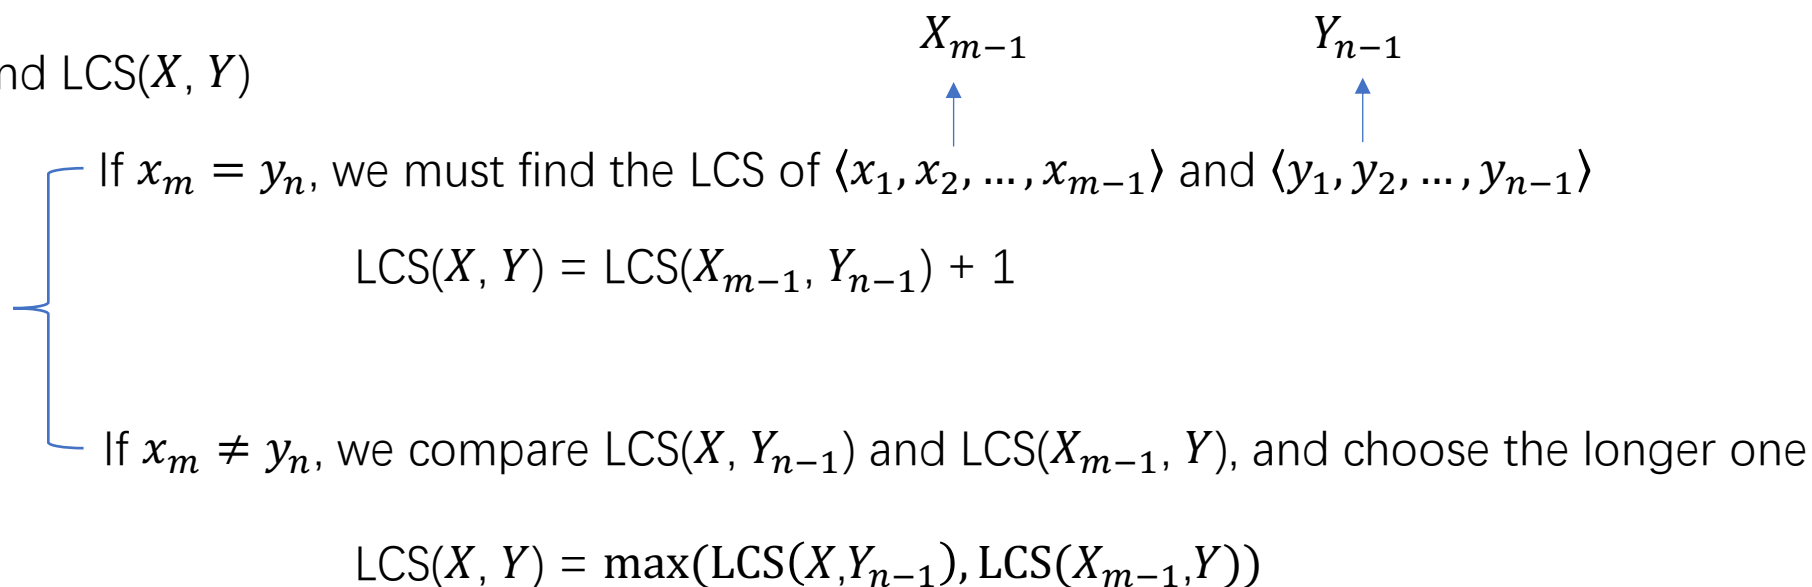 Xₘ₋₁ Yₙ₋₁
nd LCS(X, Y)
If xₘ = yₙ, we must find the LCS of ⟨x₁, x₂, …, xₘ₋₁⟩ and ⟨y₁, y₂, …, yₙ₋₁⟩
LCS(X, Y) = LCS(Xₘ₋₁, Yₙ₋₁) + 1
If xₘ ≠ yₙ, we compare LCS(X, Yₙ₋₁) and LCS(Xₘ₋₁, Y), and choose the longer one
LCS(X, Y) = max(LCS(X,Yₙ₋₁), LCS(Xₘ₋₁,Y))